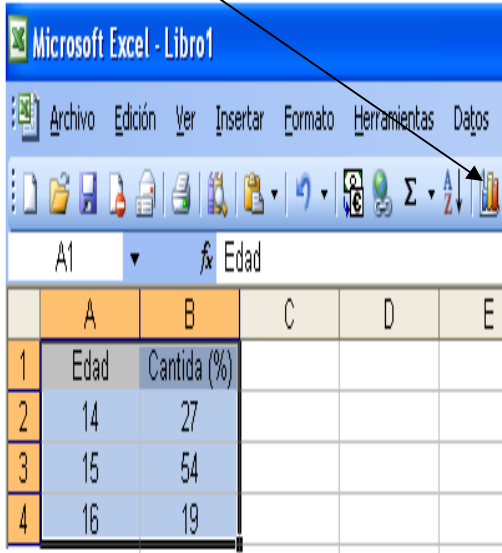 Microsoft Excel - Libro1
Archivo Edición Ver Insertar Formato Herramientas Datos
Σ A Z
A1 fx Edad
A B C D E
1 Edad Cantida (%)
2 14 27
3 15 54
4 16 19